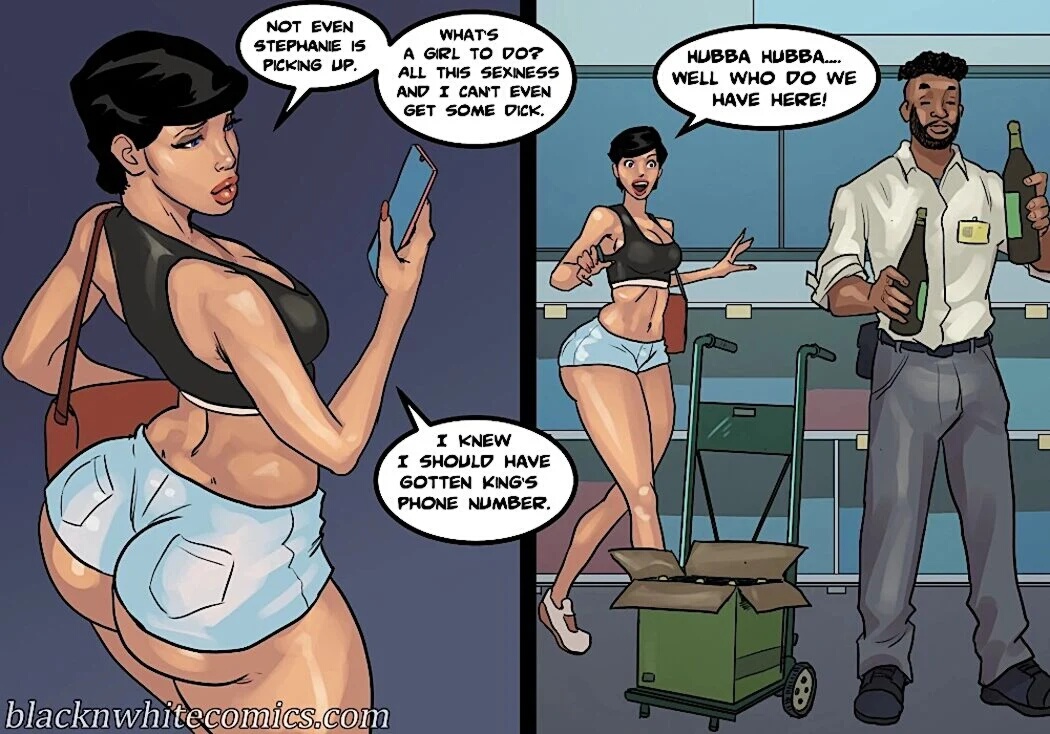 NOT EVEN
STEPHANIE IS
PICKING UP.
WHAT'S
A GIRL TO DO?
ALL THIS SEXINESS
AND I CAN'T EVEN
GET SOME DICK.
I KNEW
I SHOULD HAVE
GOTTEN KING'S
PHONE NUMBER.
HUBBA HUBBA....
WELL WHO DO WE
HAVE HERE!
blacknwhitecomics.com